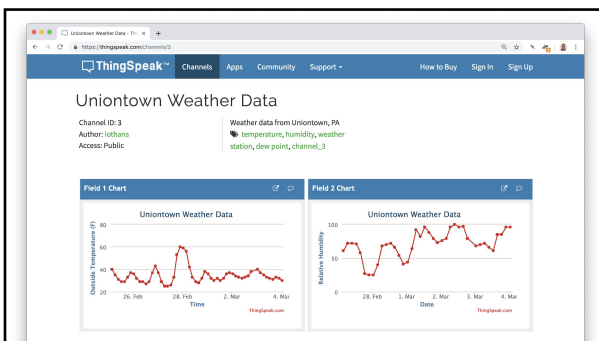 Uniontown Weather Data - Thi
https://thingspeak.com/channels/3
ThingSpeak™ Channels Apps Community Support How to Buy Sign In Sign Up
Uniontown Weather Data
Channel ID: 3
Author: iothans
Access: Public
Weather data from Uniontown, PA
temperature, humidity, weather
station, dew point, channel_3
Field 1 Chart
Uniontown Weather Data
Outside Temperature (F)
80
60
40
20
26. Feb 28. Feb 2. Mar 4. Mar
Time
ThingSpeak.com
Field 2 Chart
Uniontown Weather Data
Relative Humidity
100
50
0
28. Feb 1. Mar 2. Mar 3. Mar 4. Mar
Date
ThingSpeak.com